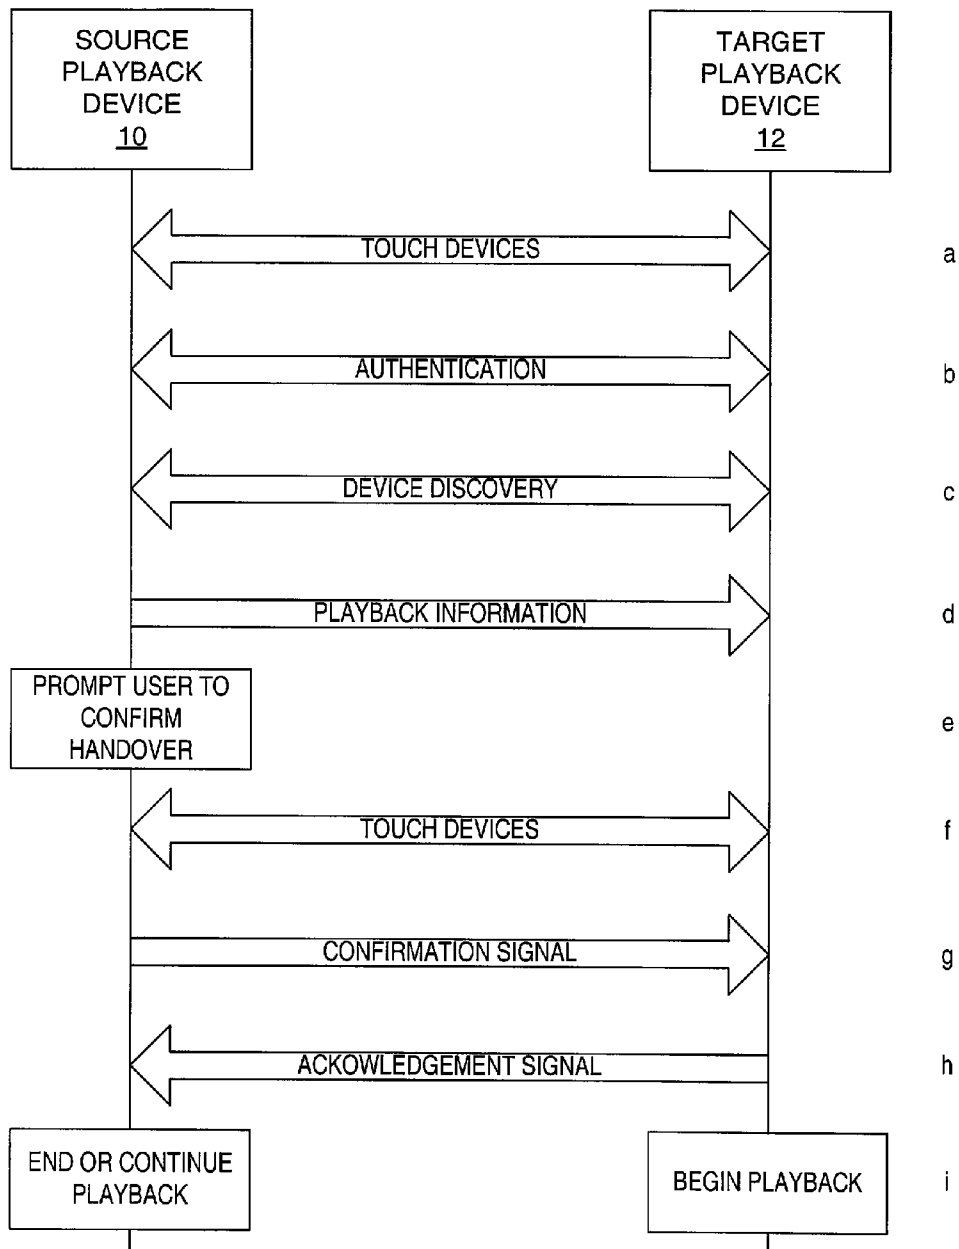 SOURCE
PLAYBACK
DEVICE
10
TARGET
PLAYBACK
DEVICE
12
TOUCH DEVICES
a
AUTHENTICATION
b
DEVICE DISCOVERY
c
PLAYBACK INFORMATION
d
PROMPT USER TO
CONFIRM
HANDOVER
e
TOUCH DEVICES
f
CONFIRMATION SIGNAL
g
ACKOWLEDGEMENT SIGNAL
h
END OR CONTINUE
PLAYBACK
BEGIN PLAYBACK
i